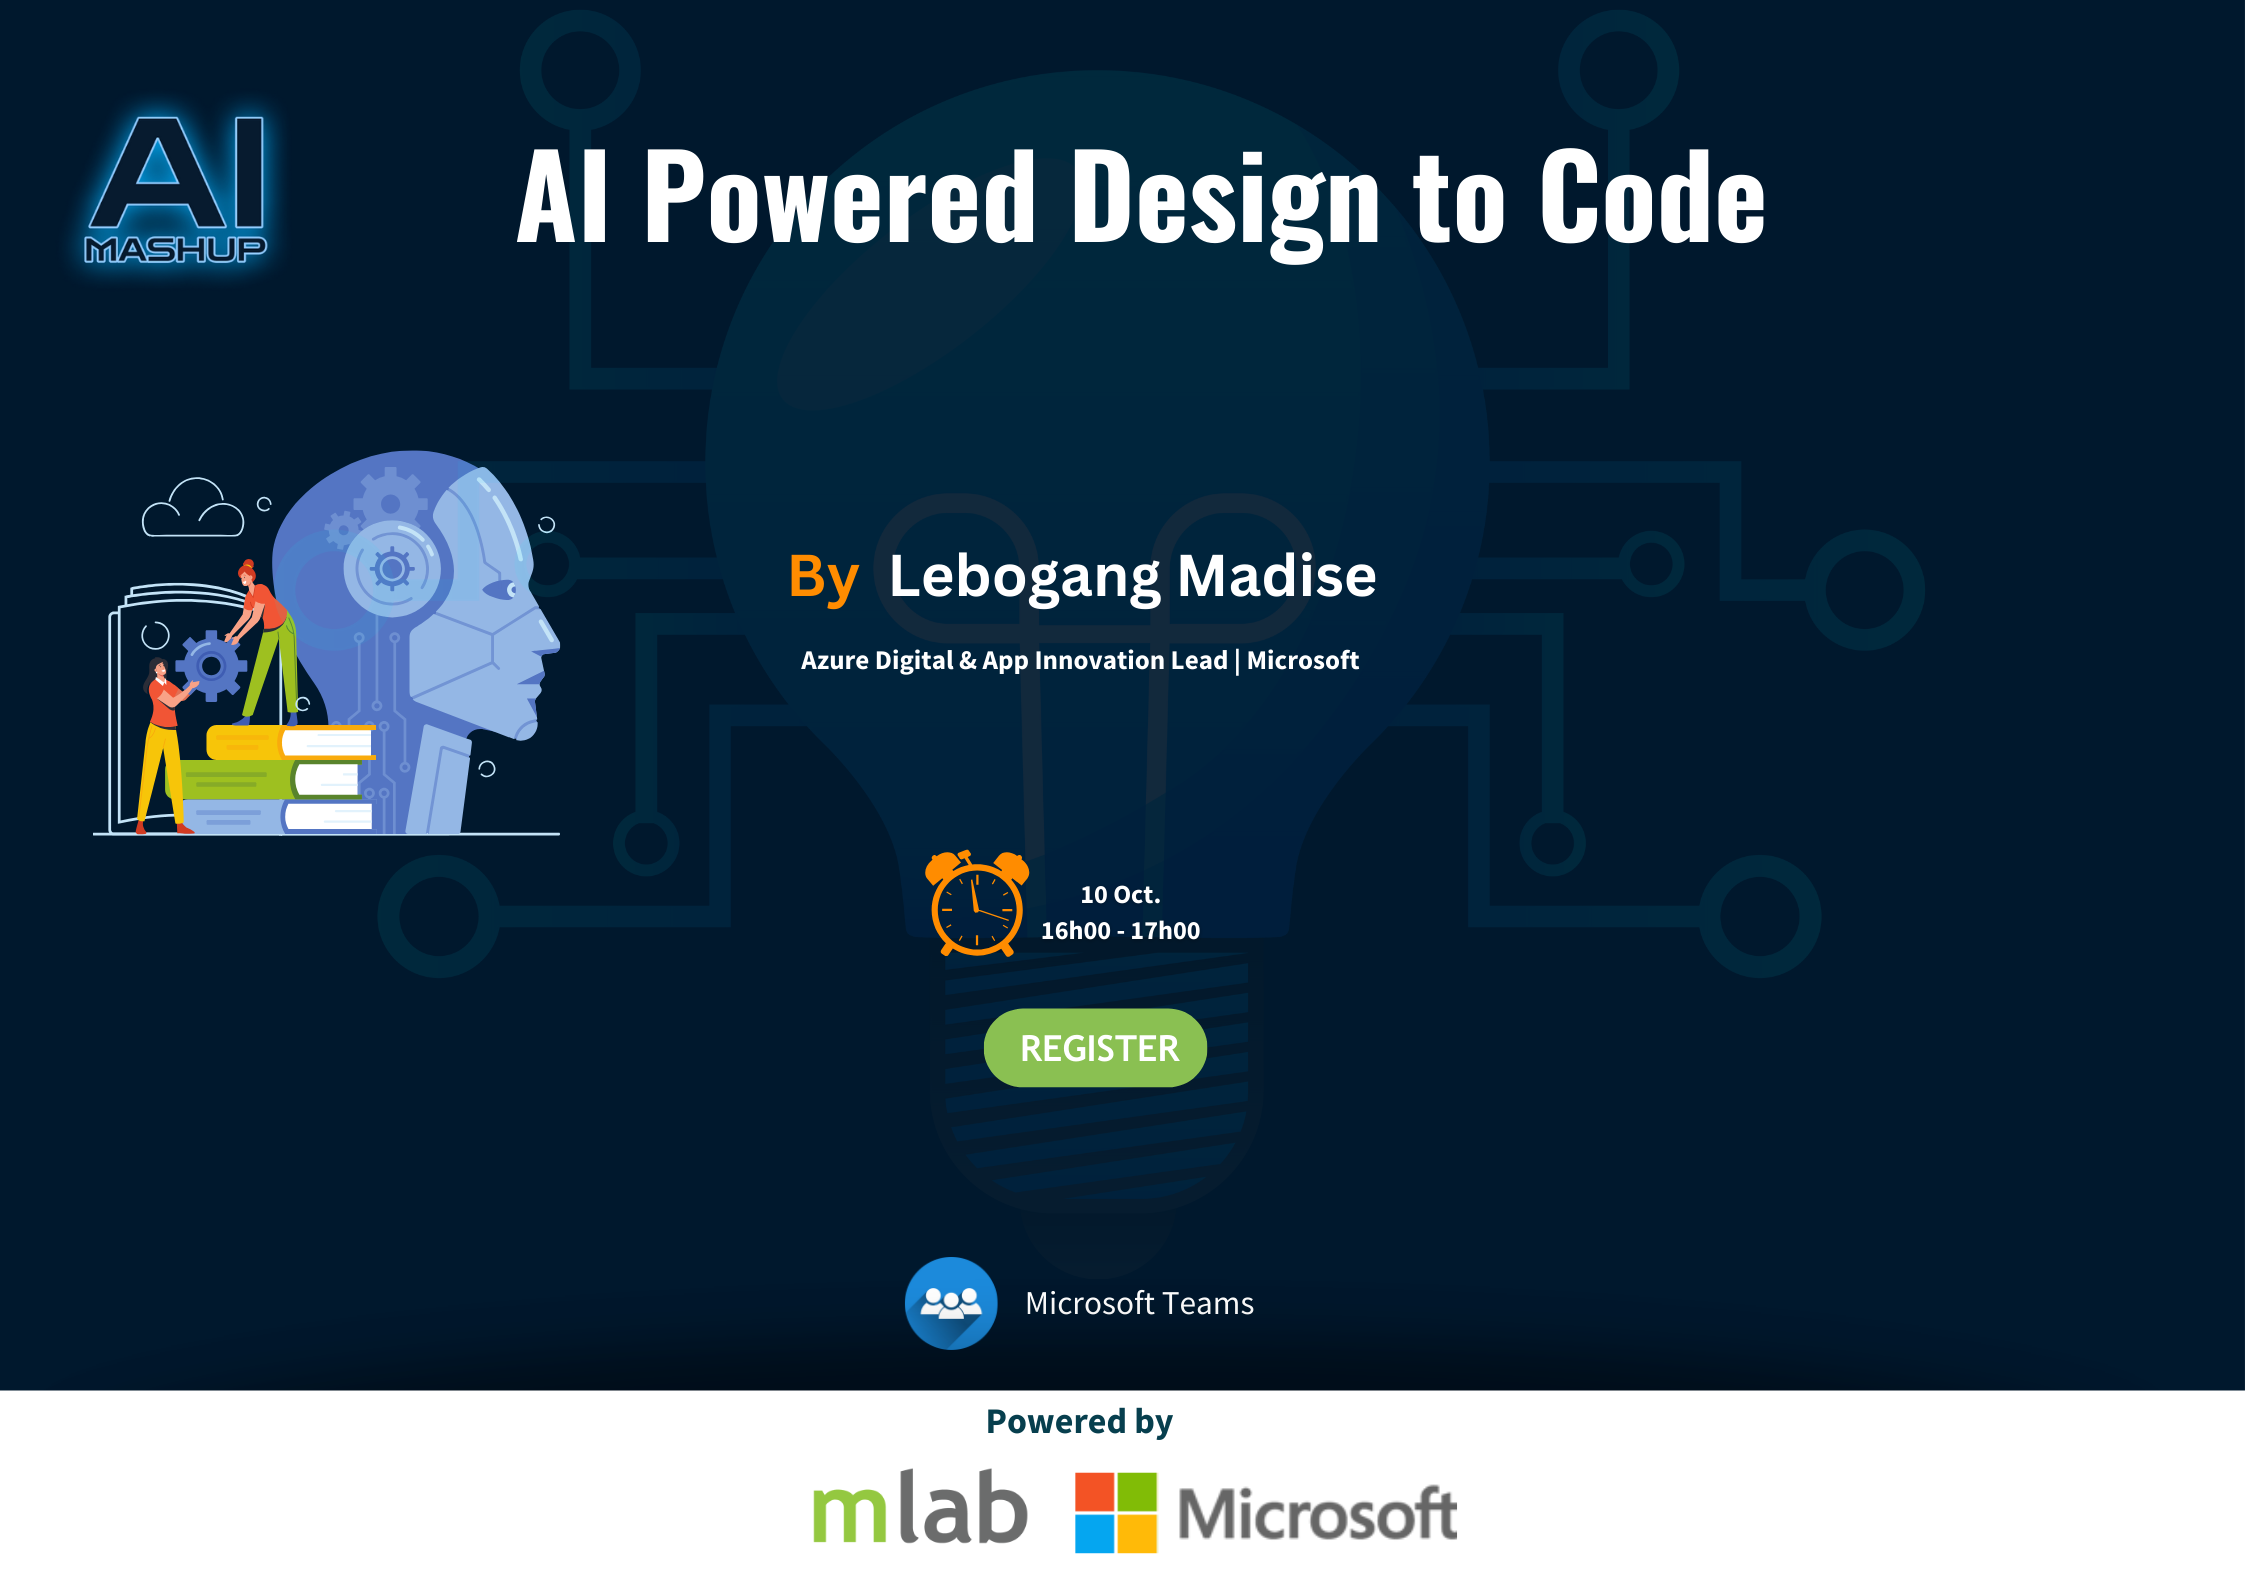 AI
MASHUP
AI Powered Design to Code
By Lebogang Madise
Azure Digital & App Innovation Lead | Microsoft
10 Oct.
16h00 - 17h00
REGISTER
Microsoft Teams
Powered by
mlab Microsoft